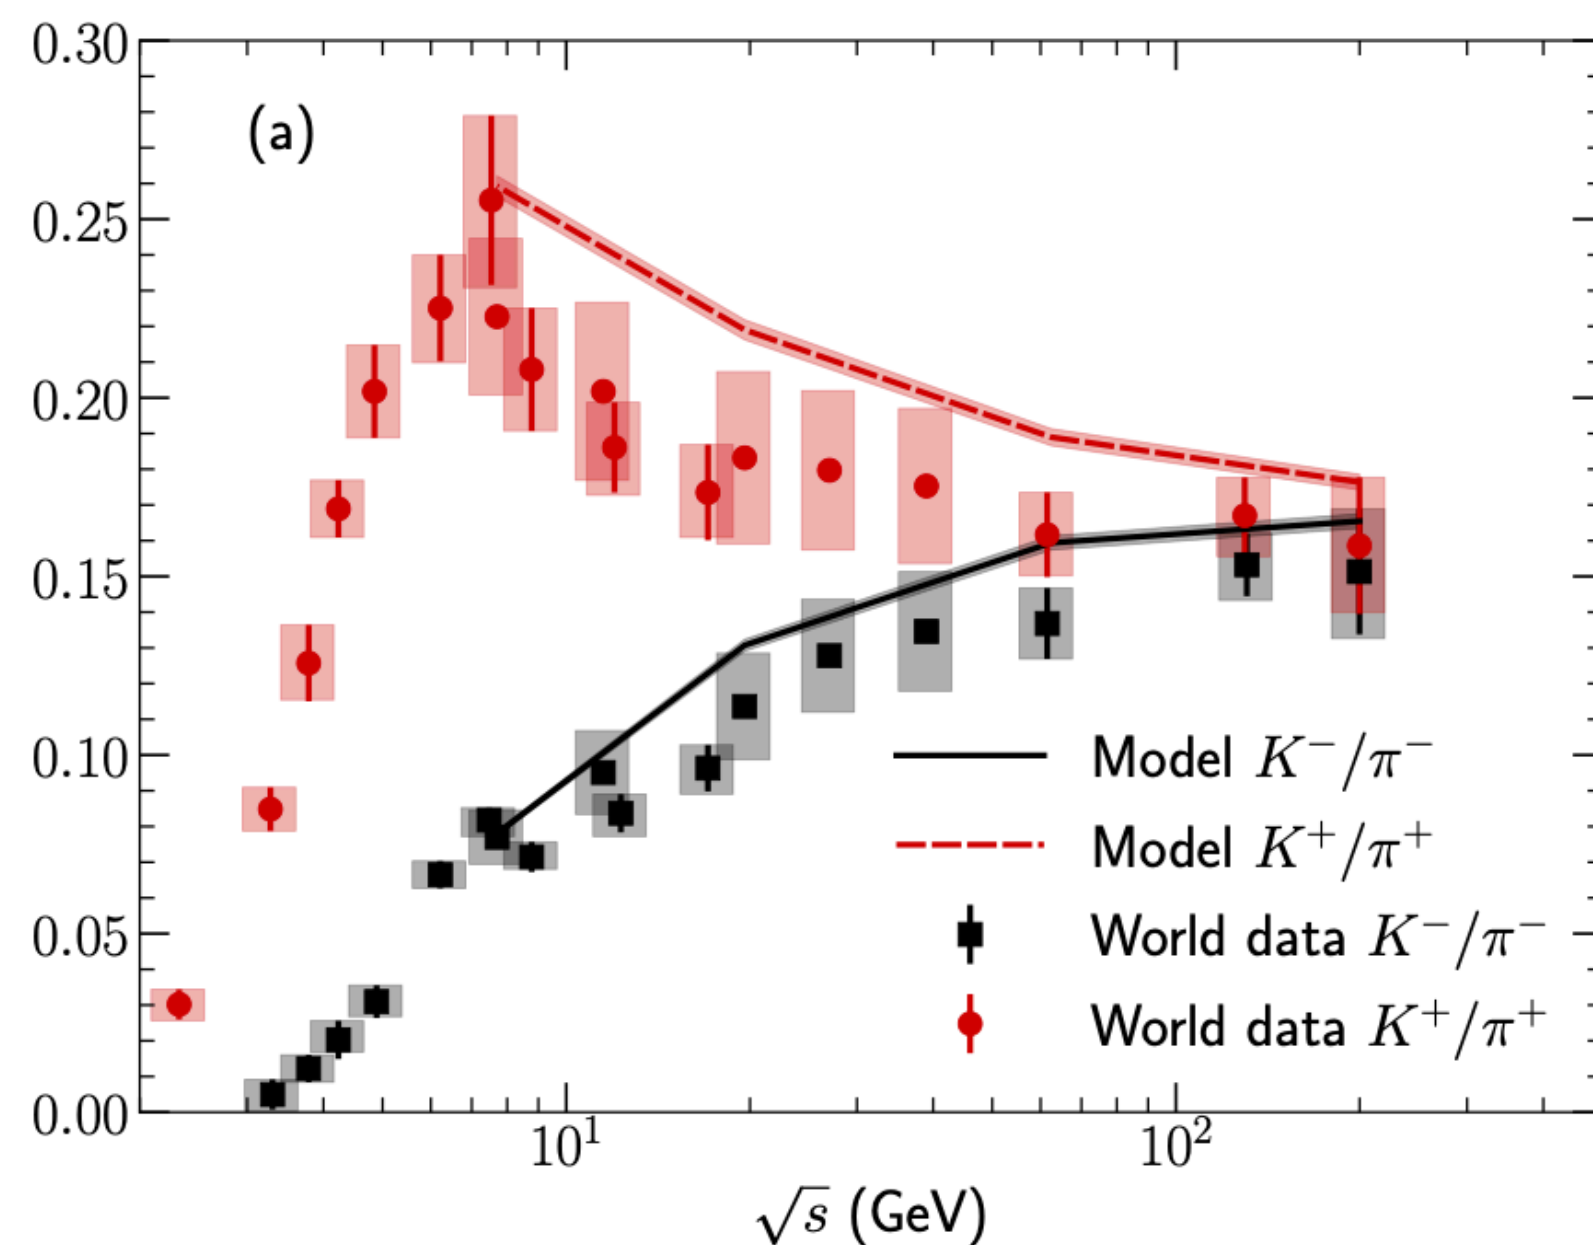 0.30
(a)
0.25
0.20
0.15
0.10
0.05
0.00
Model K⁻/π⁻
Model K⁺/π⁺
World data K⁻/π⁻
World data K⁺/π⁺
10¹ 10²
√s (GeV)